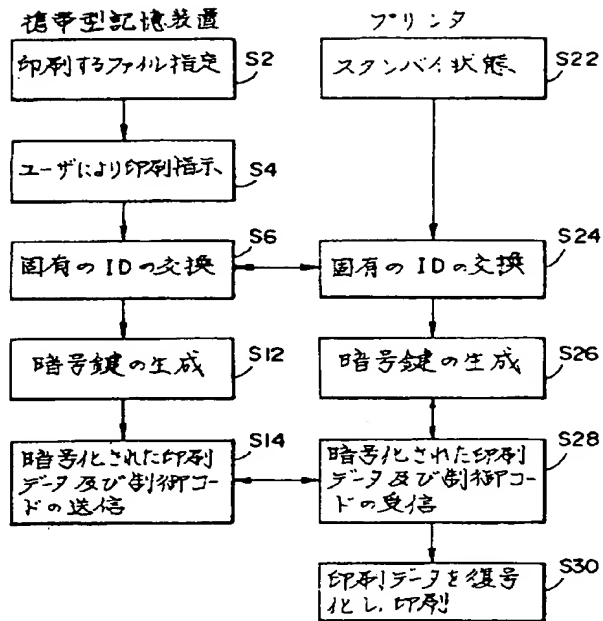 携帯型記憶装置
プリンタ
印刷するファイル指定
S2
スタンバイ状態
S22
ユーザにより印刷指示
S4
固有のIDの交換
S6
固有のIDの交換
S24
暗号鍵の生成
S12
暗号鍵の生成
S26
暗号化された印刷
データ及び制御コー
ドの送信
S14
暗号化された印刷
データ及び制御コー
ドの受信
S28
印刷データを復号
化し、印刷
S30